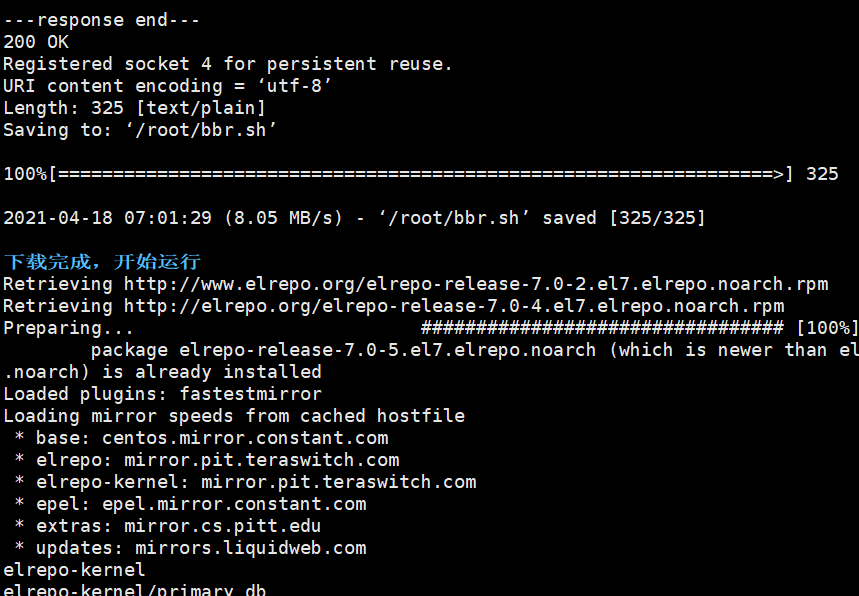 ---response end---
200 OK
Registered socket 4 for persistent reuse.
URI content encoding = ‘utf-8’
Length: 325 [text/plain]
Saving to: ‘/root/bbr.sh’
100%[=================================================================>] 325
2021-04-18 07:01:29 (8.05 MB/s) - ‘/root/bbr.sh’ saved [325/325]
下载完成，开始运行
Retrieving http://www.elrepo.org/elrepo-release-7.0-2.el7.elrepo.noarch.rpm
Retrieving http://elrepo.org/elrepo-release-7.0-4.el7.elrepo.noarch.rpm
Preparing... ################################# [100%]
package elrepo-release-7.0-5.el7.elrepo.noarch (which is newer than el
.noarch) is already installed
Loaded plugins: fastestmirror
Loading mirror speeds from cached hostfile
* base: centos.mirror.constant.com
* elrepo: mirror.pit.teraswitch.com
* elrepo-kernel: mirror.pit.teraswitch.com
* epel: epel.mirror.constant.com
* extras: mirror.cs.pitt.edu
* updates: mirrors.liquidweb.com
elrepo-kernel
elrepo-kernel/primary_db